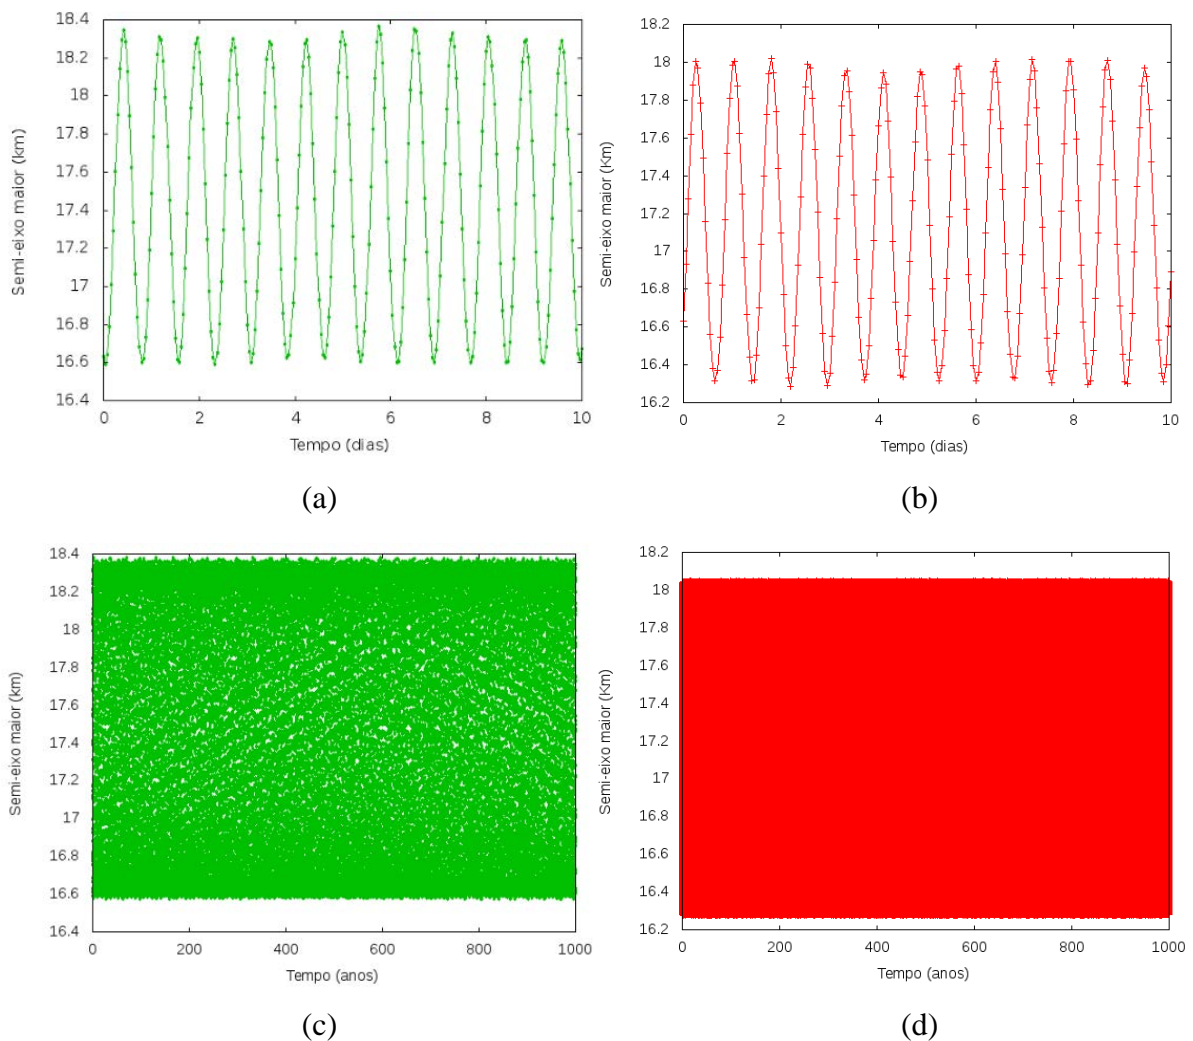 18.4
18.2
18
17.8
17.6
17.4
17.2
17
16.8
16.6
16.4
0 2 4 6 8 10
Semi-eixo maior (km)
Tempo (dias)
(a)
18.2
18
17.8
17.6
17.4
17.2
17
16.8
16.6
16.4
16.2
0 2 4 6 8 10
Semi-eixo maior (Km)
Tempo (dias)
(b)
18.4
18.2
18
17.8
17.6
17.4
17.2
17
16.8
16.6
16.4
0 200 400 600 800 1000
Semi-eixo maior (km)
Tempo (anos)
(c)
18.2
18
17.8
17.6
17.4
17.2
17
16.8
16.6
16.4
16.2
0 200 400 600 800 1000
Semi-eixo maior (Km)
Tempo (anos)
(d)